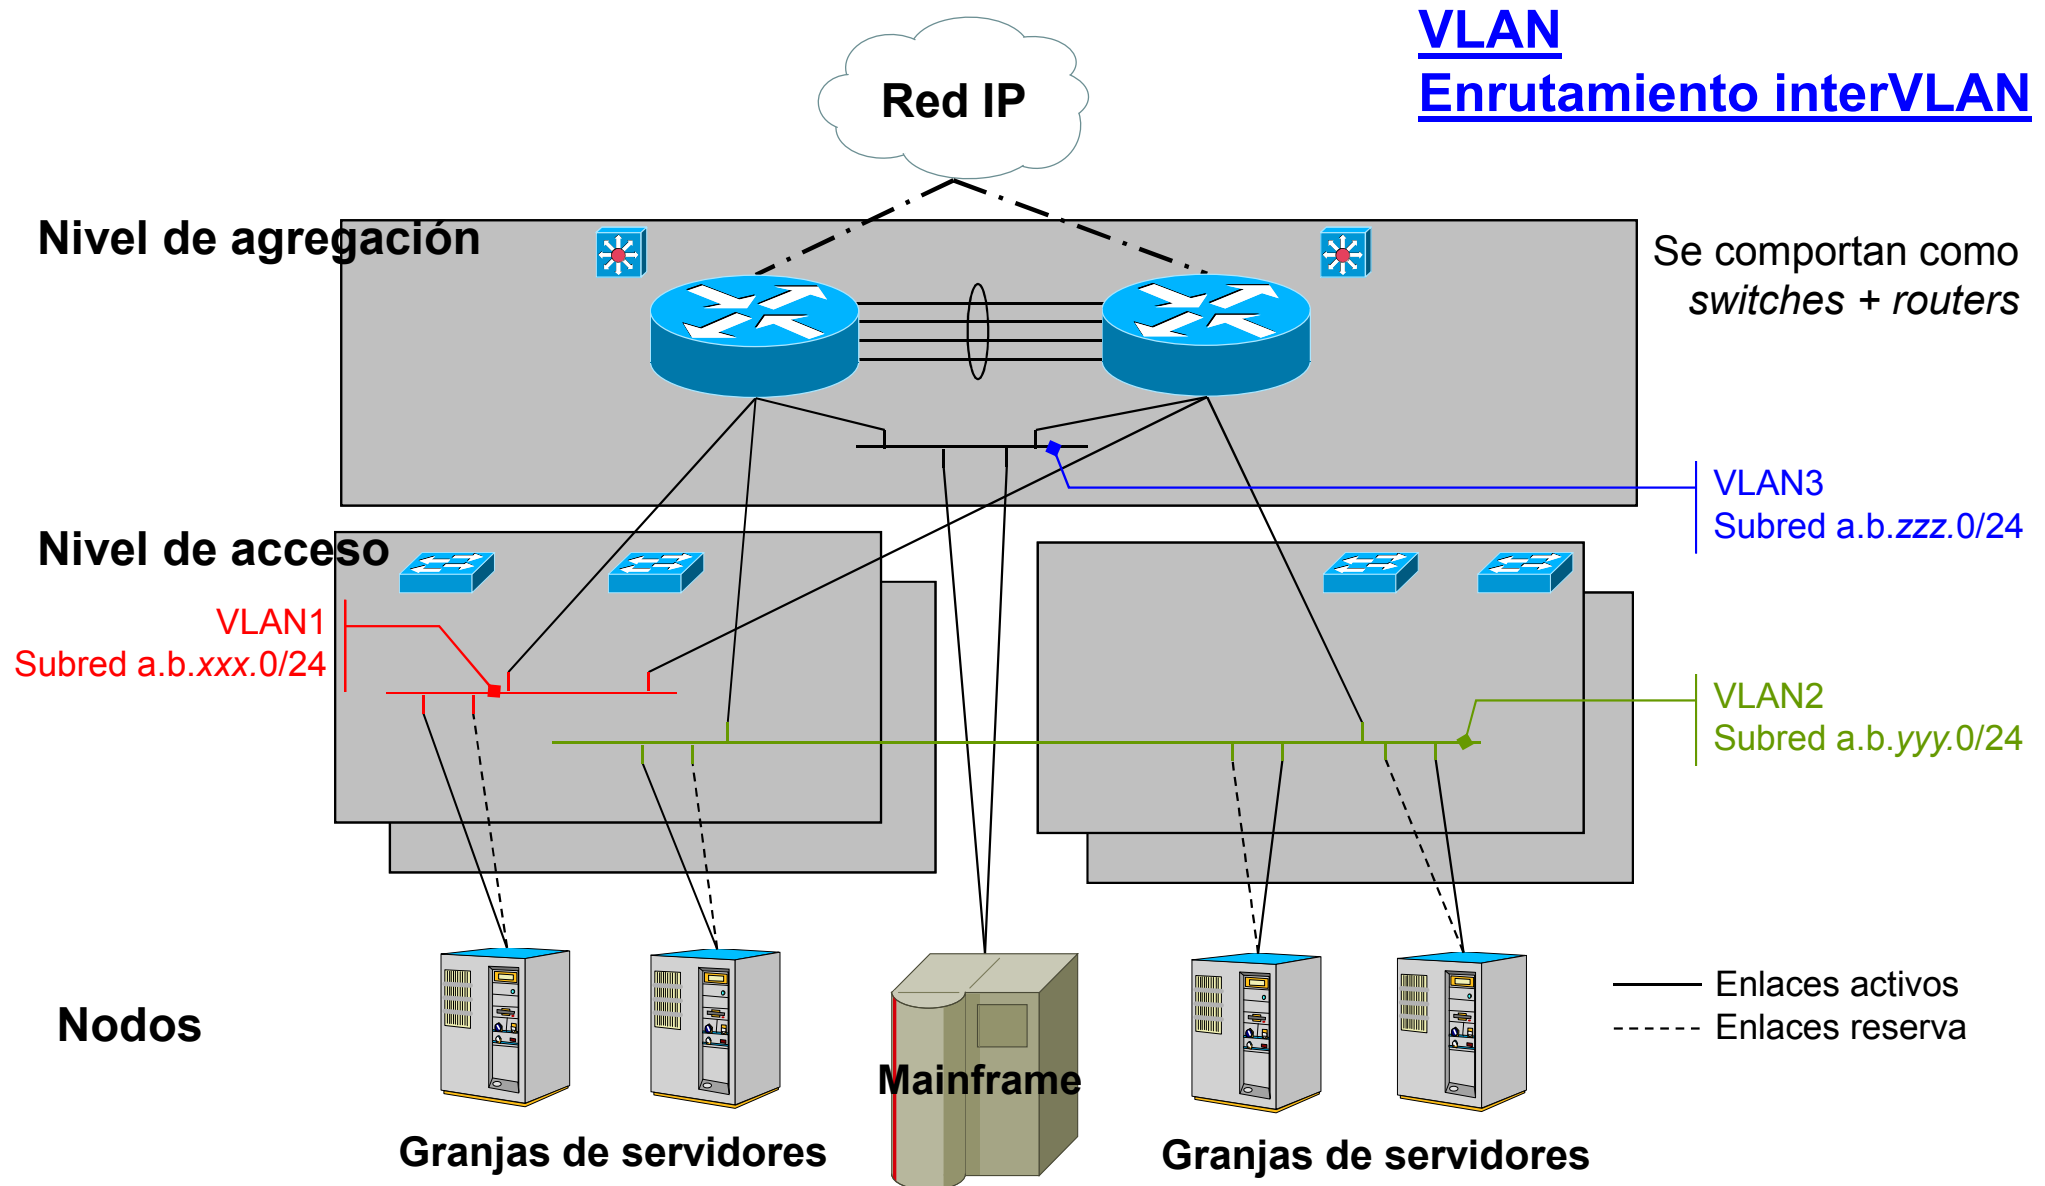 VLAN
Enrutamiento interVLAN
Red IP
Nivel de agregación
Se comportan como
switches + routers
VLAN3
Subred a.b.zzz.0/24
Nivel de acceso
VLAN1
Subred a.b.xxx.0/24
VLAN2
Subred a.b.yyy.0/24
Enlaces activos
Enlaces reserva
Nodos
Mainframe
Granjas de servidores
Granjas de servidores